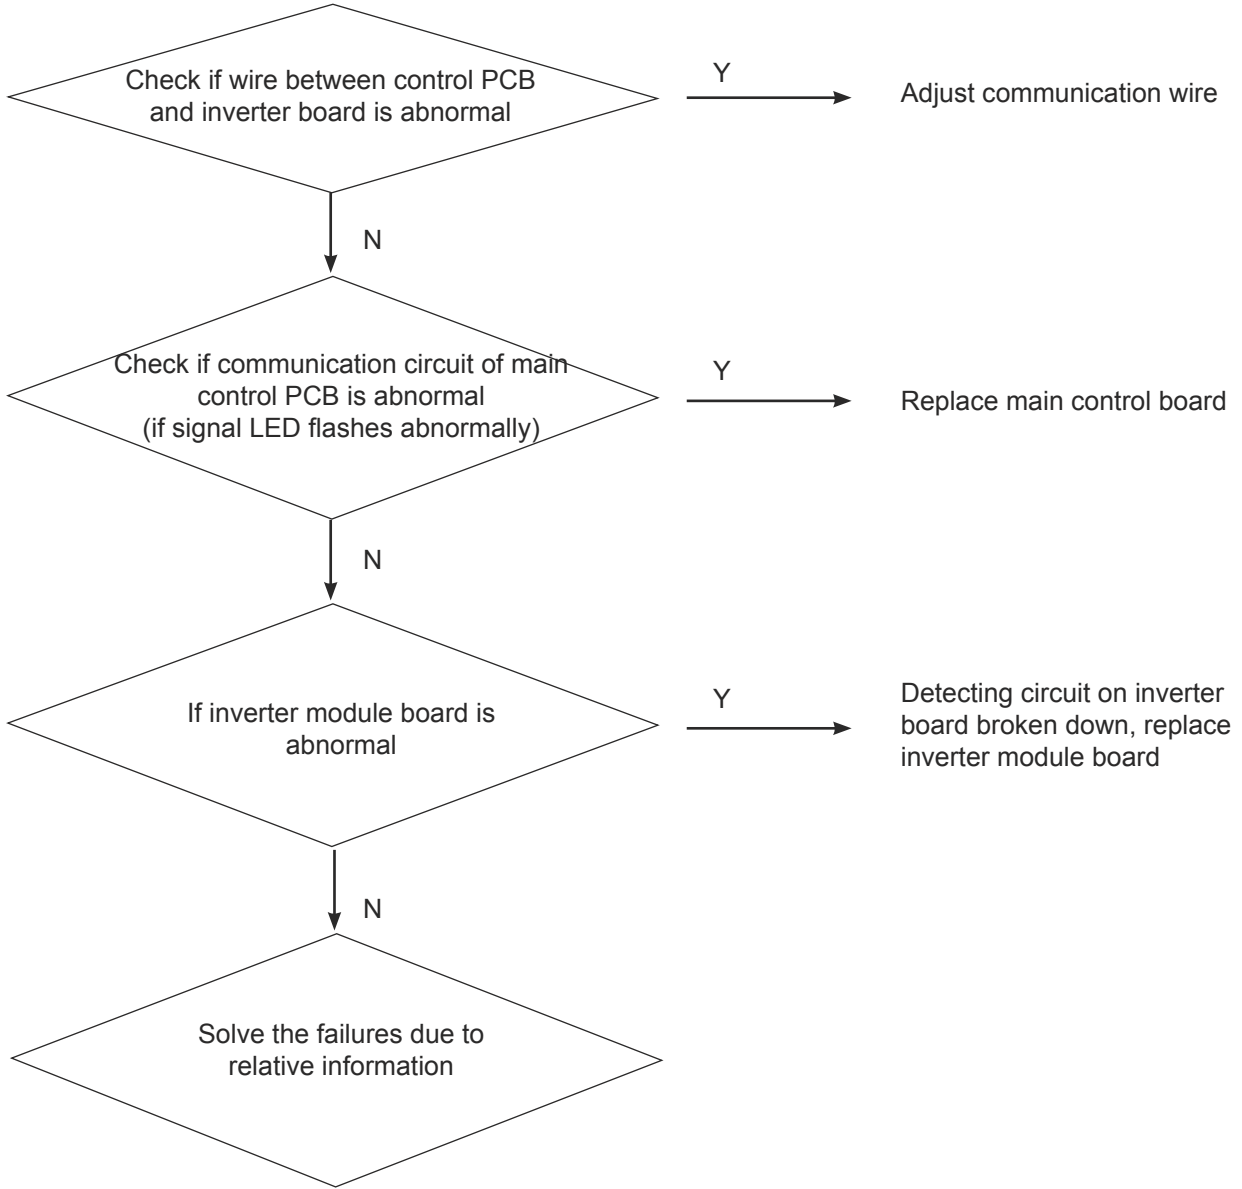 Check if wire between control PCB
and inverter board is abnormal
Y
Adjust communication wire
N
Check if communication circuit of main
control PCB is abnormal
(if signal LED flashes abnormally)
Y
Replace main control board
N
If inverter module board is
abnormal
Y
Detecting circuit on inverter
board broken down, replace
inverter module board
N
Solve the failures due to
relative information